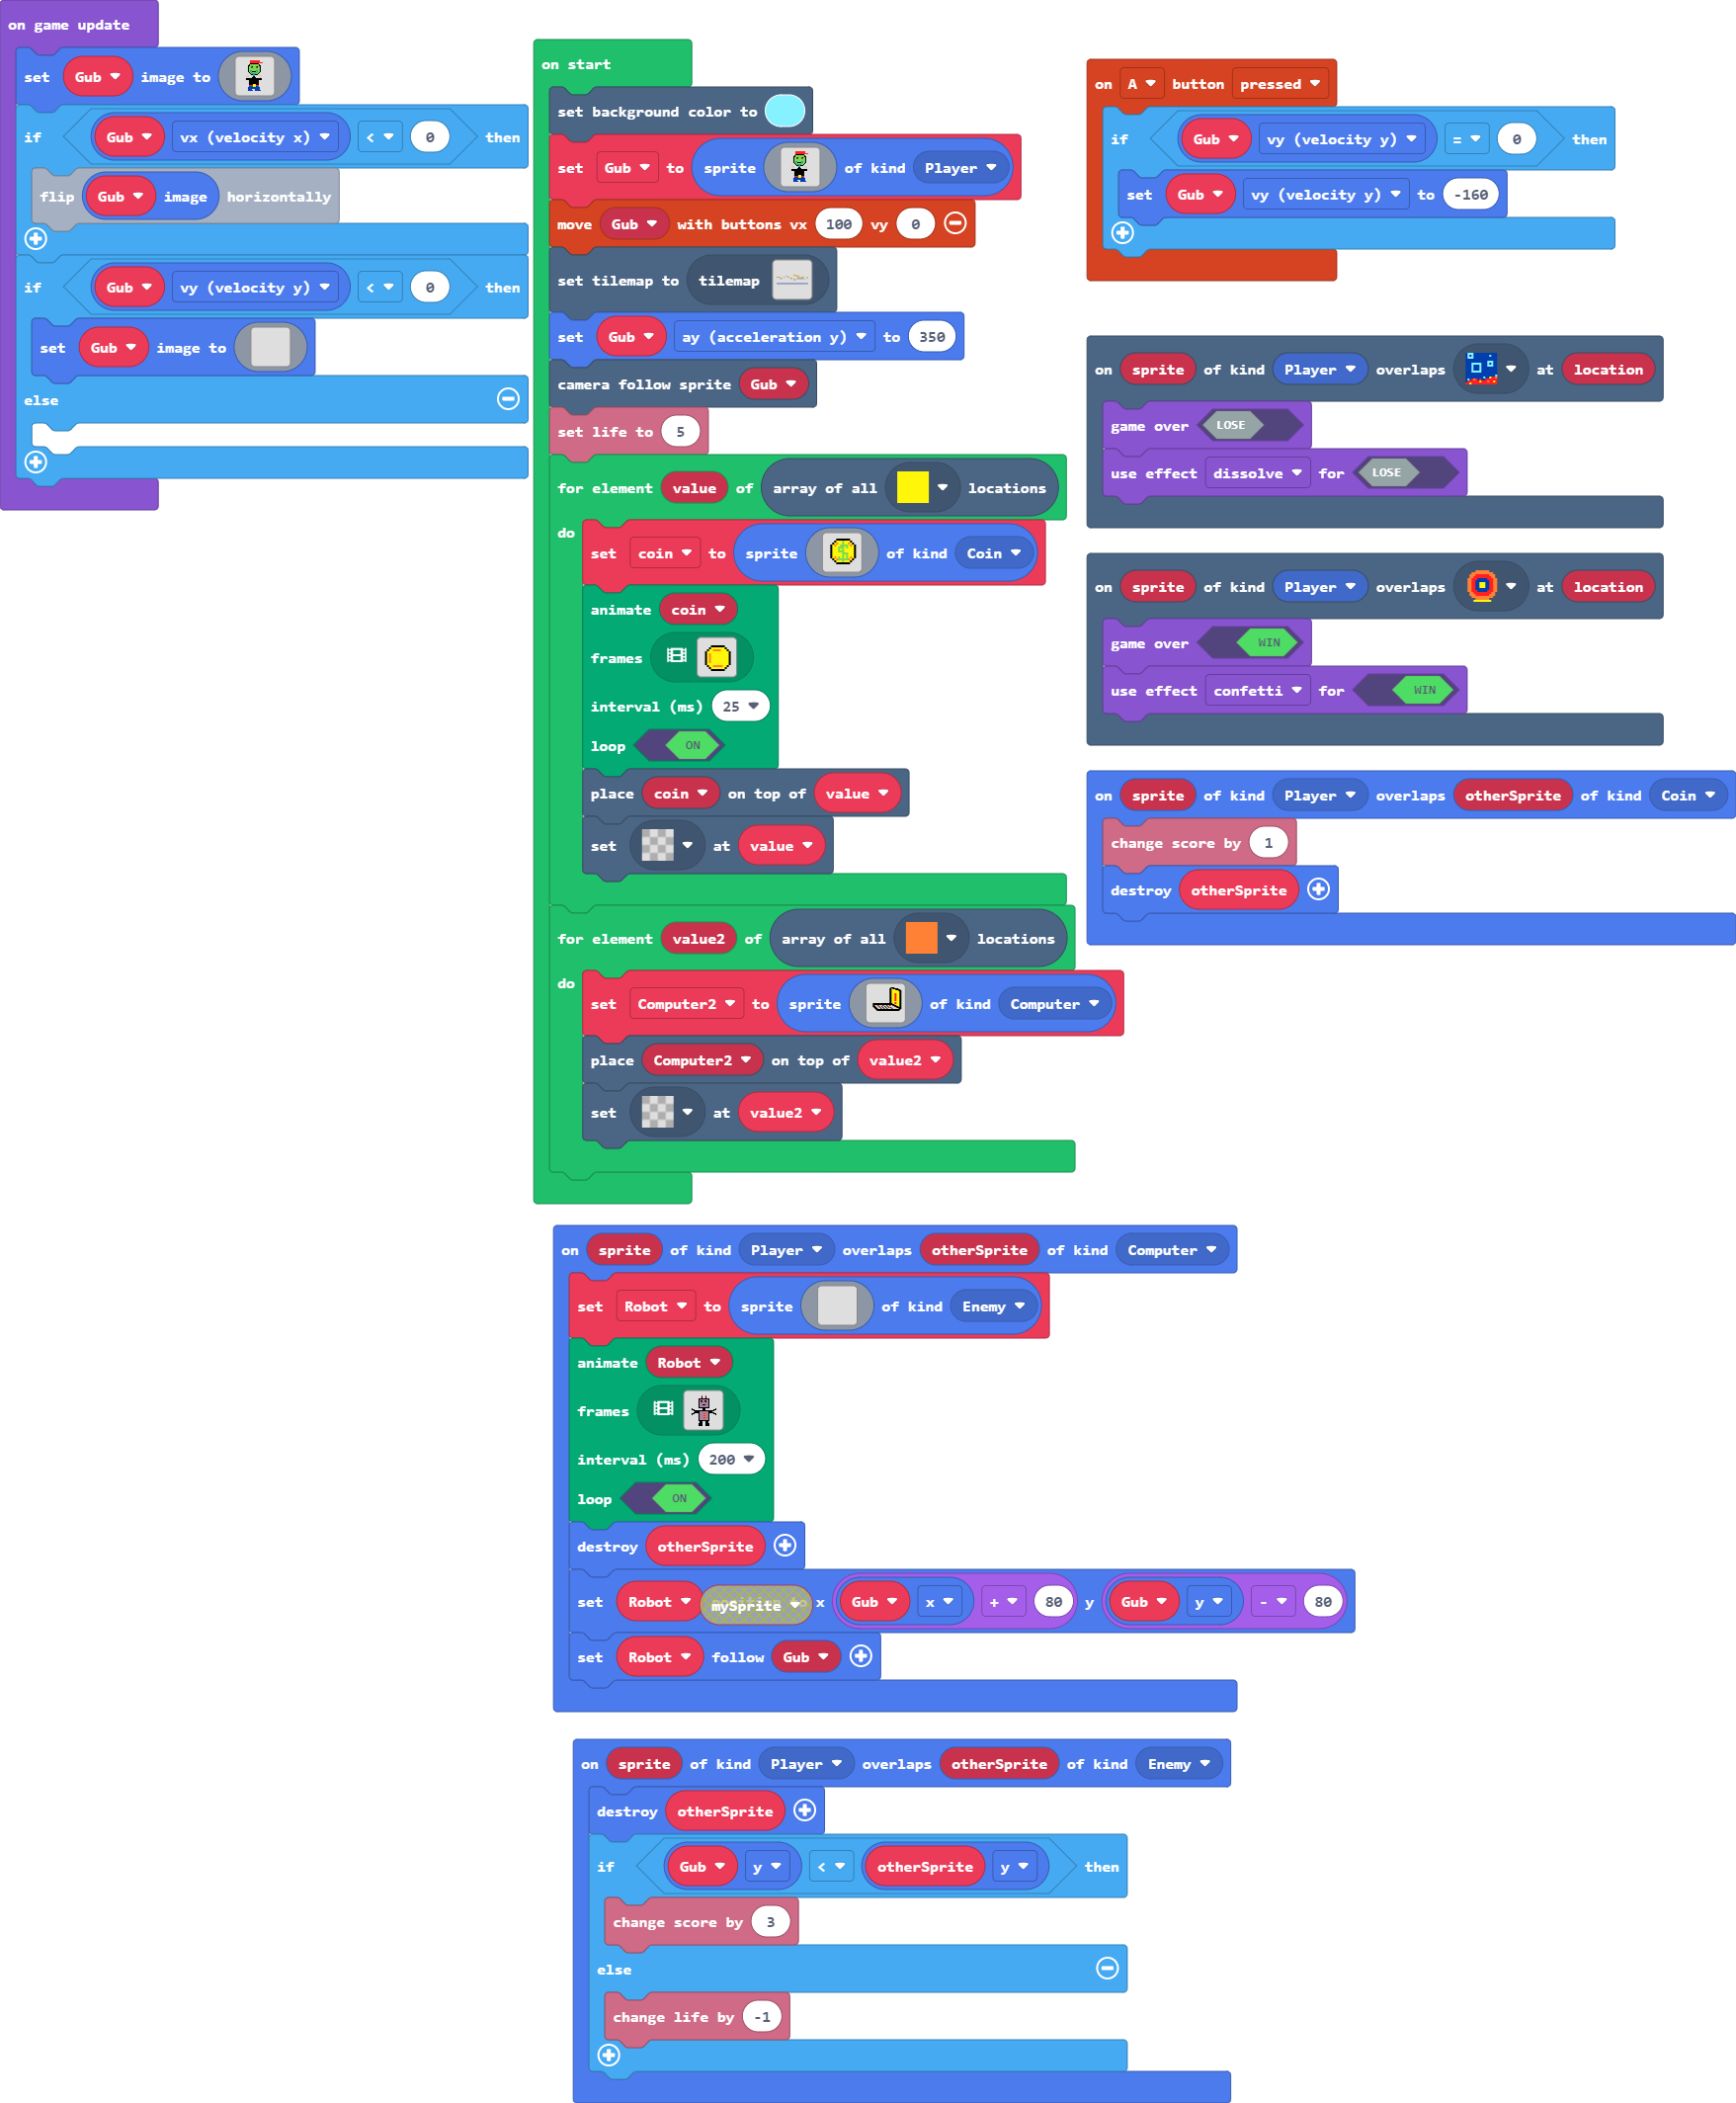 on game update
set Gub image to
if Gub vx (velocity x) < 0 then
flip Gub image horizontally
if Gub vy (velocity y) < 0 then
set Gub image to
else
on start
set background color to
set Gub to sprite of kind Player
move Gub with buttons vx 100 vy 0
set tilemap to tilemap
set Gub ay (acceleration y) to 350
camera follow sprite Gub
set life to 5
for element value of array of all locations
do
set coin to sprite of kind Coin
animate coin
frames
interval (ms) 25
loop ON
place coin on top of value
set at value
for element value2 of array of all locations
do
set Computer2 to sprite of kind Computer
place Computer2 on top of value2
set at value2
on A button pressed
if Gub vy (velocity y) = 0 then
set Gub vy (velocity y) to -160
on sprite of kind Player overlaps at location
game over LOSE
use effect dissolve for LOSE
on sprite of kind Player overlaps at location
game over WIN
use effect confetti for WIN
on sprite of kind Player overlaps otherSprite of kind Coin
change score by 1
destroy otherSprite
on sprite of kind Player overlaps otherSprite of kind Computer
set Robot to sprite of kind Enemy
animate Robot
frames
interval (ms) 200
loop ON
destroy otherSprite
set Robot mySprite x Gub x + 80 y Gub y - 80
set Robot follow Gub
on sprite of kind Player overlaps otherSprite of kind Enemy
destroy otherSprite
if Gub y < otherSprite y then
change score by 3
else
change life by -1